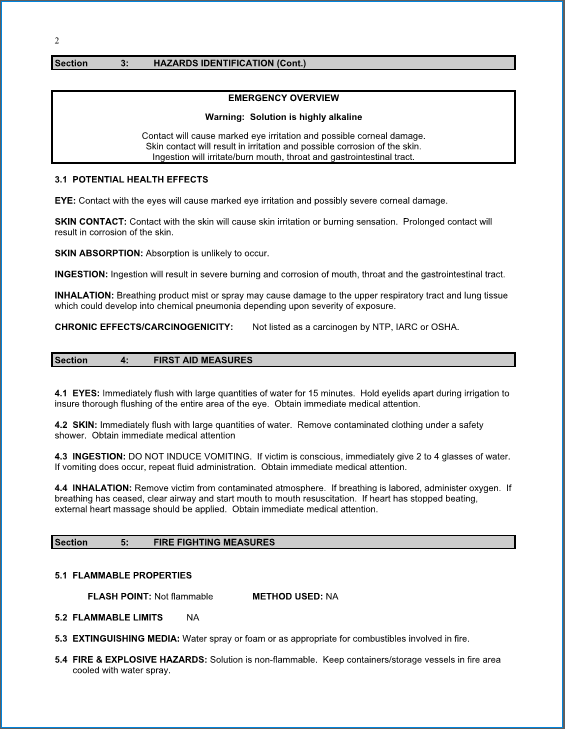 2
Section 3: HAZARDS IDENTIFICATION (Cont.)
EMERGENCY OVERVIEW
Warning: Solution is highly alkaline
Contact will cause marked eye irritation and possible corneal damage.
Skin contact will result in irritation and possible corrosion of the skin.
Ingestion will irritate/burn mouth, throat and gastrointestinal tract.
3.1 POTENTIAL HEALTH EFFECTS
EYE: Contact with the eyes will cause marked eye irritation and possibly severe corneal damage.
SKIN CONTACT: Contact with the skin will cause skin irritation or burning sensation. Prolonged contact will
result in corrosion of the skin.
SKIN ABSORPTION: Absorption is unlikely to occur.
INGESTION: Ingestion will result in severe burning and corrosion of mouth, throat and the gastrointestinal tract.
INHALATION: Breathing product mist or spray may cause damage to the upper respiratory tract and lung tissue
which could develop into chemical pneumonia depending upon severity of exposure.
CHRONIC EFFECTS/CARCINOGENICITY: Not listed as a carcinogen by NTP, IARC or OSHA.
Section 4: FIRST AID MEASURES
4.1 EYES: Immediately flush with large quantities of water for 15 minutes. Hold eyelids apart during irrigation to
insure thorough flushing of the entire area of the eye. Obtain immediate medical attention.
4.2 SKIN: Immediately flush with large quantities of water. Remove contaminated clothing under a safety
shower. Obtain immediate medical attention
4.3 INGESTION: DO NOT INDUCE VOMITING. If victim is conscious, immediately give 2 to 4 glasses of water.
If vomiting does occur, repeat fluid administration. Obtain immediate medical attention.
4.4 INHALATION: Remove victim from contaminated atmosphere. If breathing is labored, administer oxygen. If
breathing has ceased, clear airway and start mouth to mouth resuscitation. If heart has stopped beating,
external heart massage should be applied. Obtain immediate medical attention.
Section 5: FIRE FIGHTING MEASURES
5.1 FLAMMABLE PROPERTIES
FLASH POINT: Not flammable METHOD USED: NA
5.2 FLAMMABLE LIMITS NA
5.3 EXTINGUISHING MEDIA: Water spray or foam or as appropriate for combustibles involved in fire.
5.4 FIRE & EXPLOSIVE HAZARDS: Solution is non-flammable. Keep containers/storage vessels in fire area
cooled with water spray.